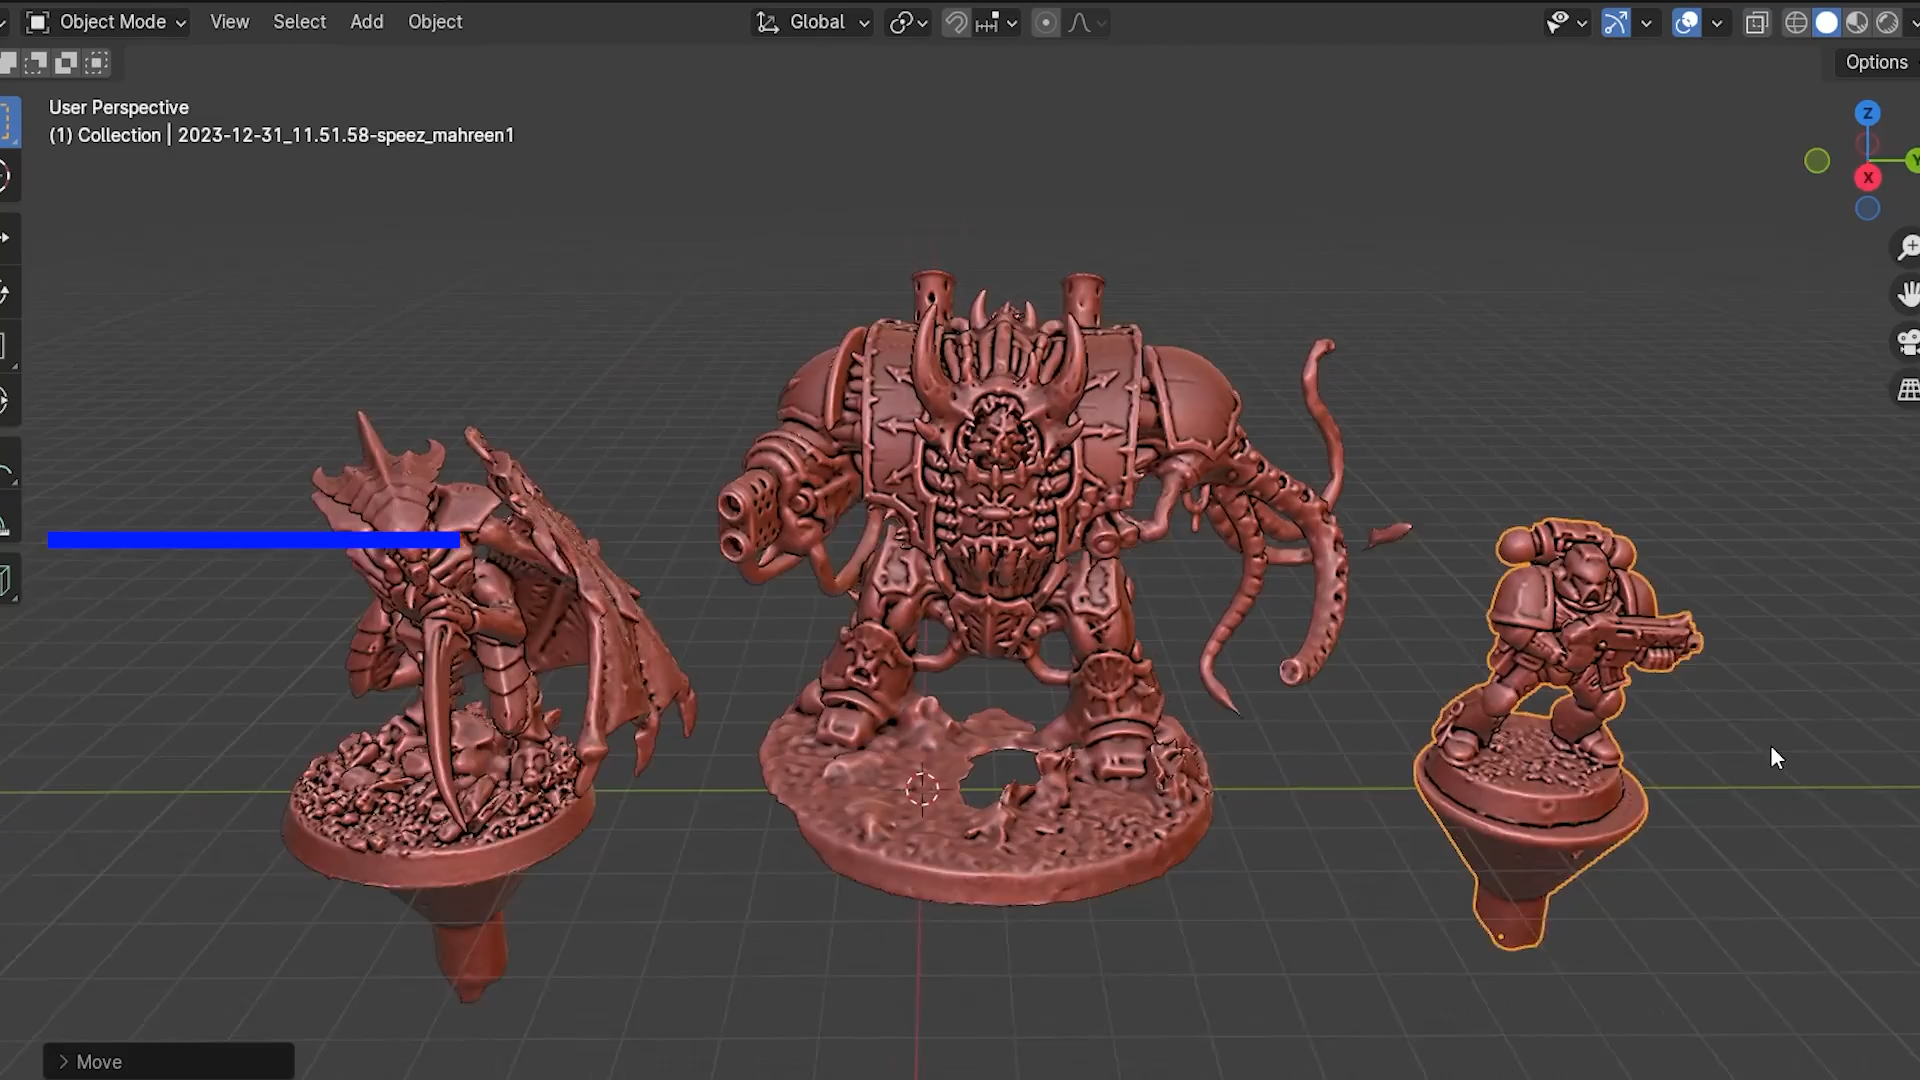 Object Mode View Select Add Object Global
Options
User Perspective
(1) Collection | 2023-12-31_11.51.58-speez_mahreen1
Z
Y
X
Move